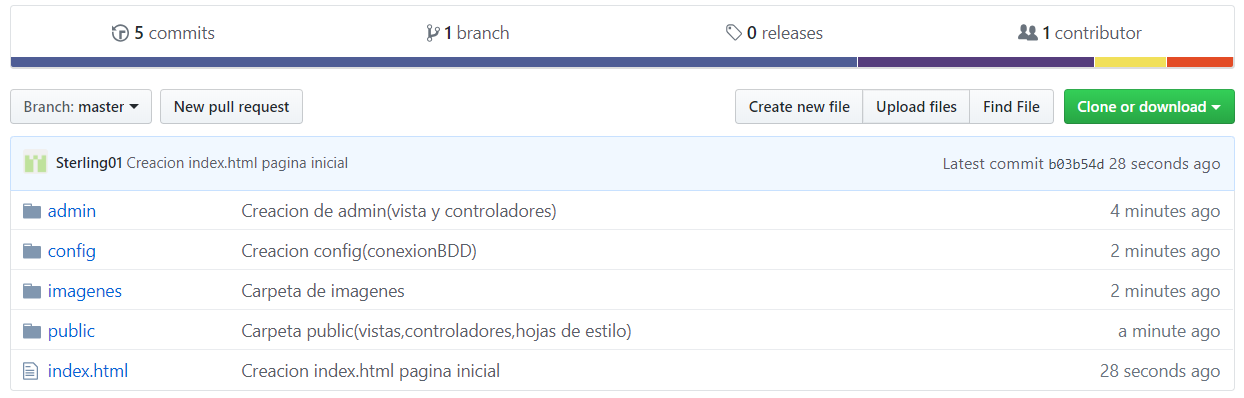 5 commits 1 branch 0 releases 1 contributor
Branch: master New pull request Create new file Upload files Find File Clone or download
Sterling01 Creacion index.html pagina inicial Latest commit b03b54d 28 seconds ago
admin Creacion de admin(vista y controladores) 4 minutes ago
config Creacion config(conexionBDD) 2 minutes ago
imagenes Carpeta de imagenes 2 minutes ago
public Carpeta public(vistas,controladores,hojas de estilo) a minute ago
index.html Creacion index.html pagina inicial 28 seconds ago